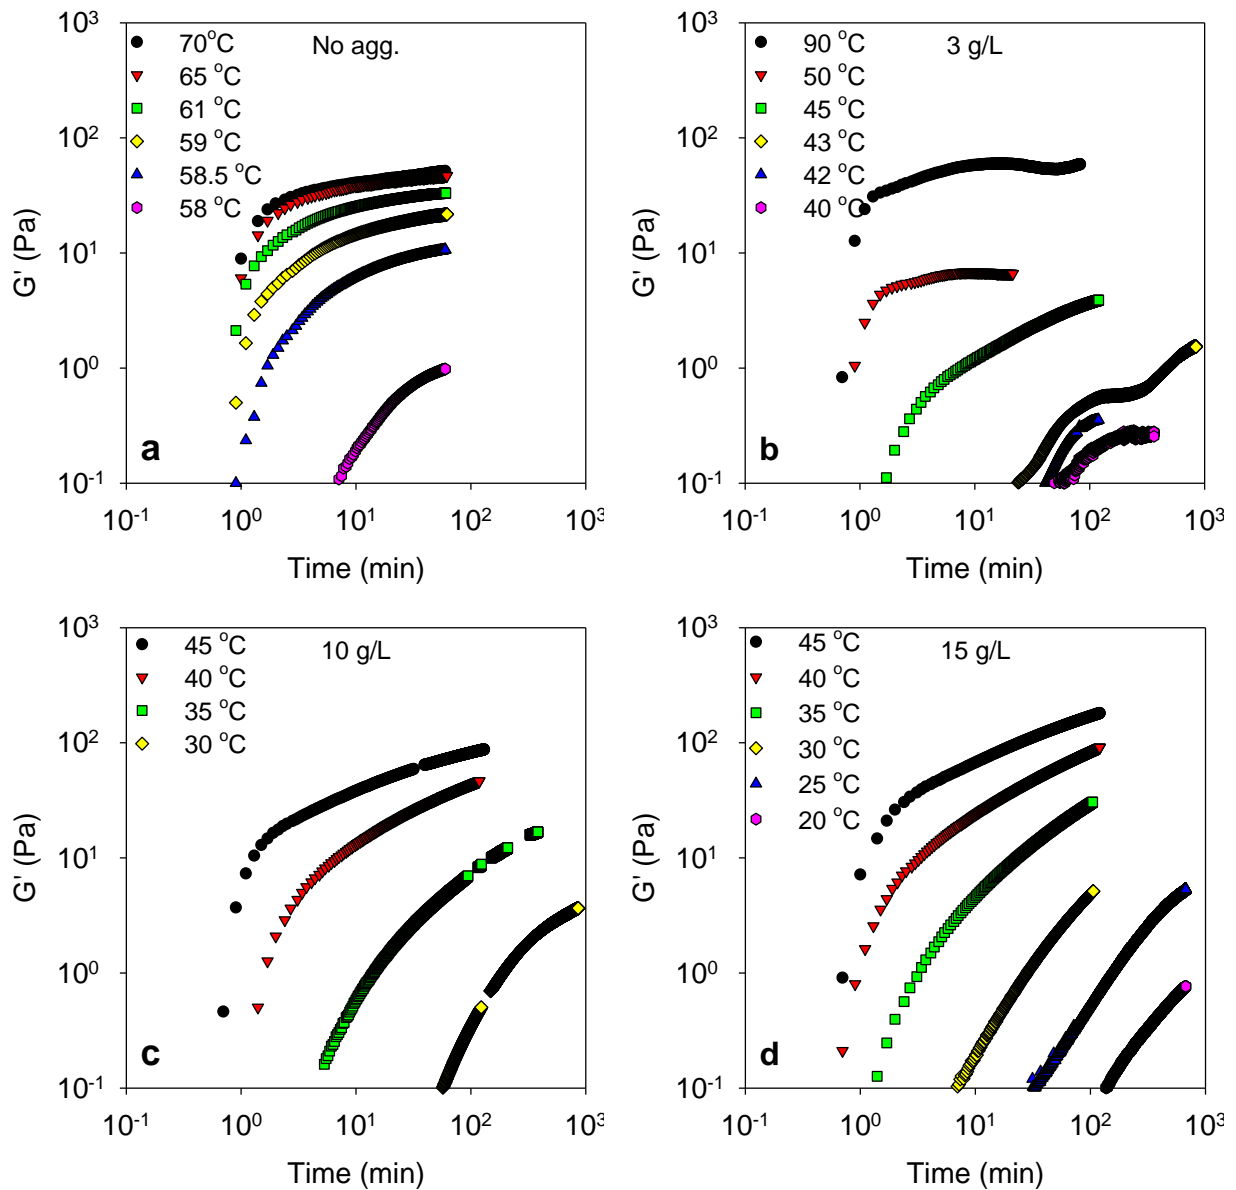 10³
70°C
No agg.
65 °C
61 °C
59 °C
58.5 °C
58 °C
10²
10¹
10⁰
10⁻¹
G' (Pa)
a
10⁻¹ 10⁰ 10¹ 10² 10³
Time (min)
10³
90 °C
3 g/L
50 °C
45 °C
43 °C
42 °C
40 °C
10²
10¹
10⁰
10⁻¹
G' (Pa)
b
10⁻¹ 10⁰ 10¹ 10² 10³
Time (min)
10³
45 °C
10 g/L
40 °C
35 °C
30 °C
10²
10¹
10⁰
10⁻¹
G' (Pa)
c
10⁻¹ 10⁰ 10¹ 10² 10³
Time (min)
10³
45 °C
15 g/L
40 °C
35 °C
30 °C
25 °C
20 °C
10²
10¹
10⁰
10⁻¹
G' (Pa)
d
10⁻¹ 10⁰ 10¹ 10² 10³
Time (min)